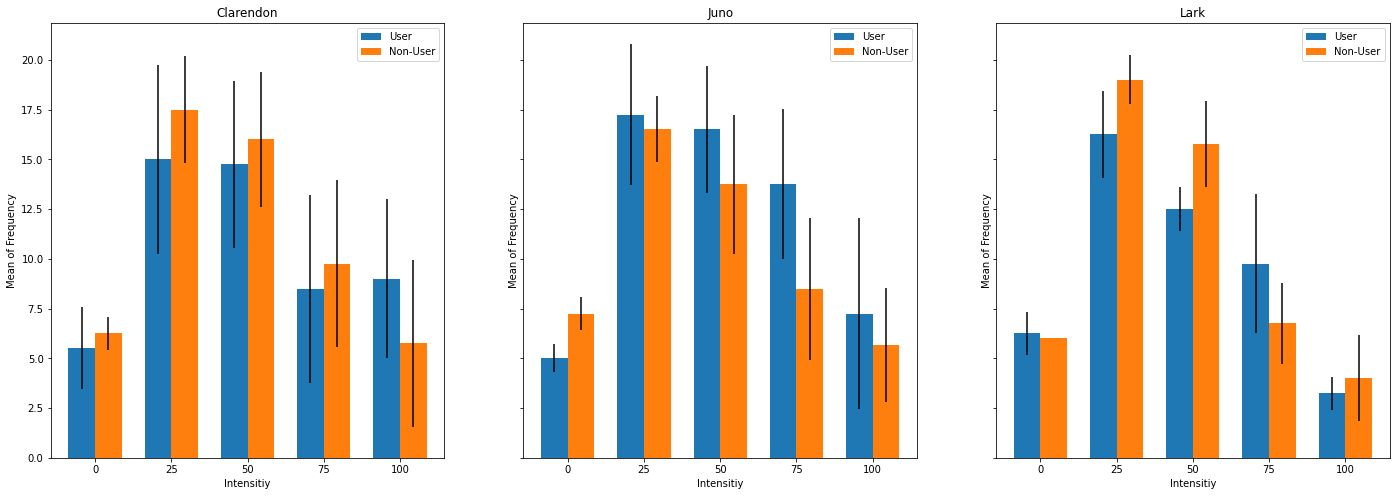 Clarendon
User
Non-User
Mean of Frequency
20.0
17.5
15.0
12.5
10.0
7.5
5.0
2.5
0.0
0 25 50 75 100
Intensitiy
Juno
User
Non-User
Mean of Frequency
0 25 50 75 100
Intensitiy
Lark
User
Non-User
Mean of Frequency
0 25 50 75 100
Intensitiy